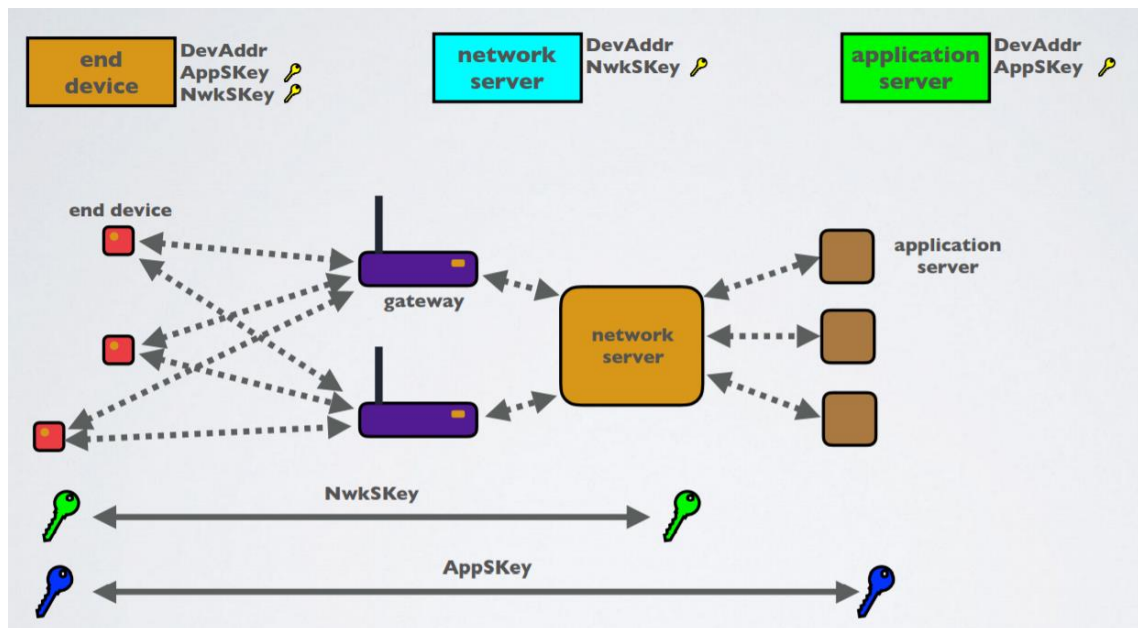 end
device
DevAddr
AppSKey
NwkSKey
network
server
DevAddr
NwkSKey
application
server
DevAddr
AppSKey
end device
gateway
network
server
application
server
NwkSKey
AppSKey